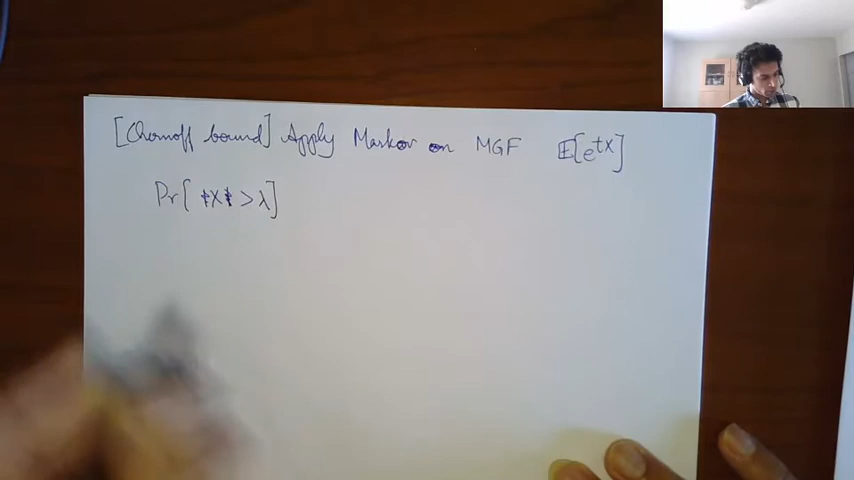 [Chernoff bound] Apply Markov on MGF 𝔼[e^{tX}]
Pr[ X > λ]